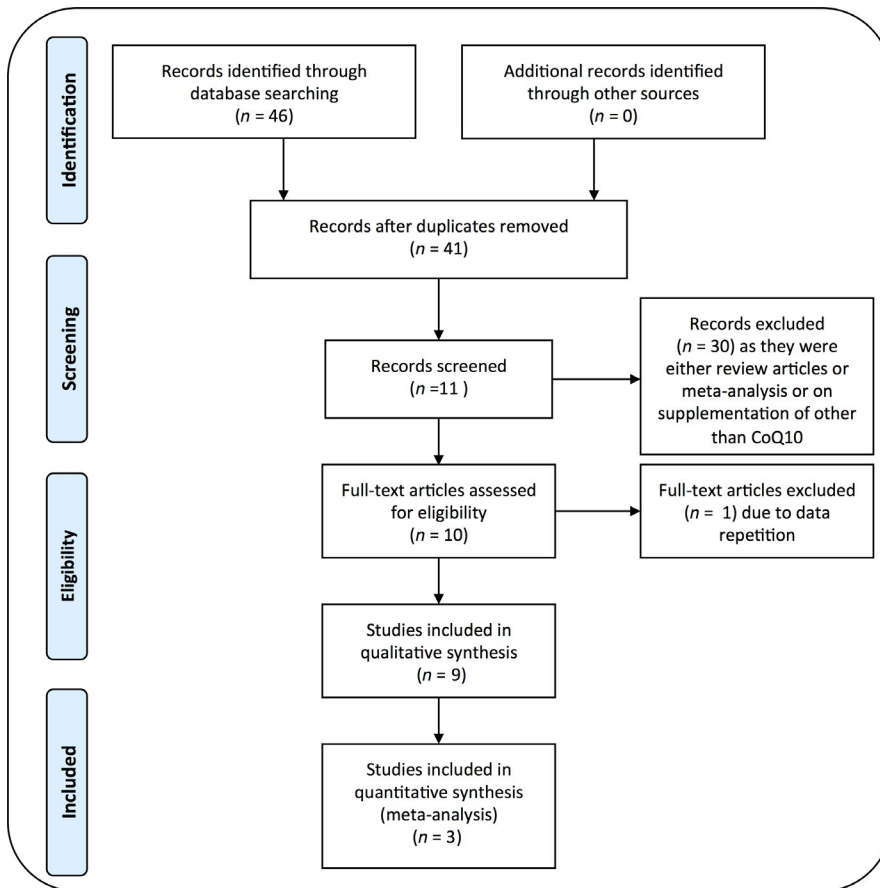 Identification
Records identified through
database searching
(n = 46)
Additional records identified
through other sources
(n = 0)
Records after duplicates removed
(n = 41)
Screening
Records screened
(n =11 )
Records excluded
(n = 30) as they were
either review articles or
meta-analysis or on
supplementation of other
than CoQ10
Eligibility
Full-text articles assessed
for eligibility
(n = 10)
Full-text articles excluded
(n =  1) due to data
repetition
Studies included in
qualitative synthesis
(n = 9)
Included
Studies included in
quantitative synthesis
(meta-analysis)
(n = 3)